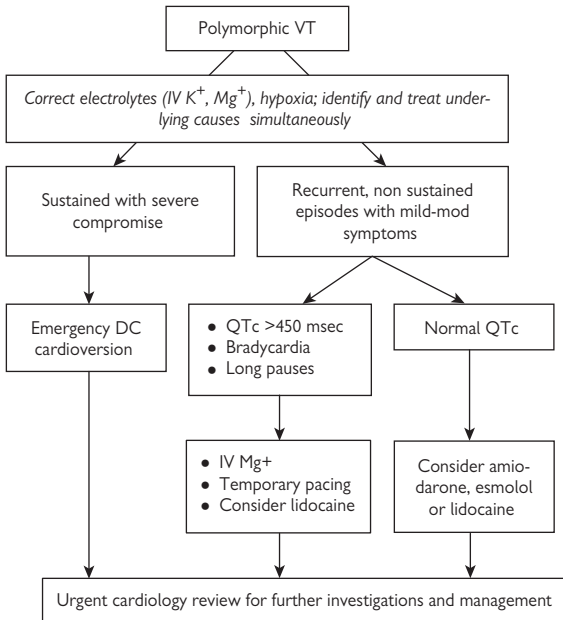 Polymorphic VT
Correct electrolytes (IV K+, Mg+), hypoxia; identify and treat under-
lying causes simultaneously
Sustained with severe
compromise
Recurrent, non sustained
episodes with mild-mod
symptoms
Emergency DC
cardioversion
● QTc >450 msec
● Bradycardia
● Long pauses
Normal QTc
● IV Mg+
● Temporary pacing
● Consider lidocaine
Consider amio-
darone, esmolol
or lidocaine
Urgent cardiology review for further investigations and management